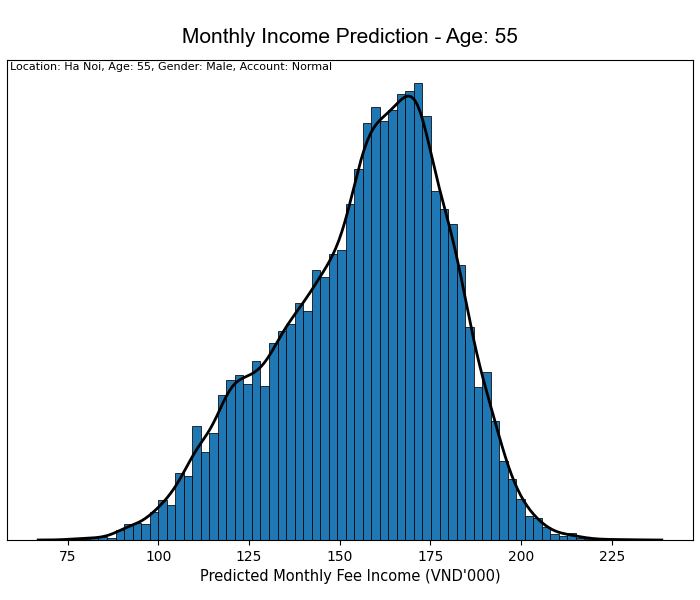 Monthly Income Prediction - Age: 55
Location: Ha Noi, Age: 55, Gender: Male, Account: Normal
75 100 125 150 175 200 225
Predicted Monthly Fee Income (VND'000)